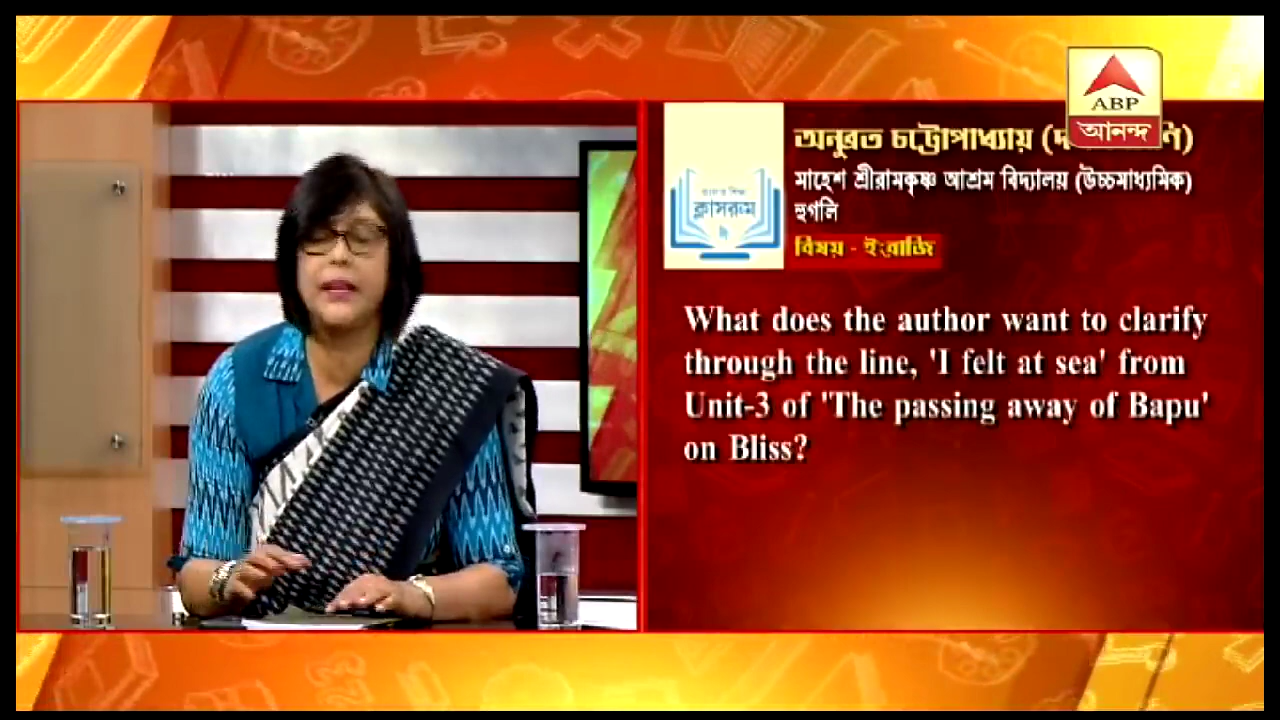 ABP
আনন্দ
অনুব্রত চট্টোপাধ্যায়
মাহেশ শ্রীরামকৃষ্ণ আশ্রম বিদ্যালয় (উচ্চমাধ্যমিক)
হুগলি
ক্লাসরুম
বিষয় - ইংরাজি
What does the author want to clarify
through the line, 'I felt at sea' from
Unit-3 of 'The passing away of Bapu'
on Bliss?